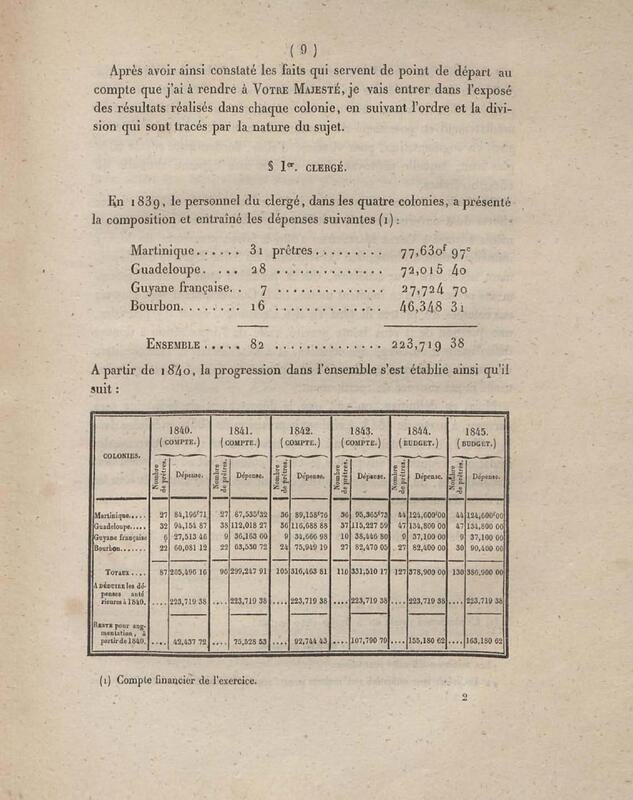 ( 9 )
Après avoir ainsi constaté les faits qui servent de point de départ au
compte que j'ai à rendre à VOTRE MAJESTÉ, je vais entrer dans l'exposé
des résultats réalisés dans chaque colonie, en suivant l'ordre et la divi-
sion qui sont tracés par la nature du sujet.
§ 1er. CLERGÉ.
En 1839, le personnel du clergé, dans les quatre colonies, a présenté
la composition et entraîné les dépenses suivantes (1) :
Martinique...... 31 prêtres......... 77,630f 97c
Guadeloupe. ... 28 .............. 72,015 40
Guyane française. . 7 .............. 27,724 70
Bourbon........ 16 .............. 46,348 31
ENSEMBLE ..... 82 .............. 223,719 38
A partir de 1840, la progression dans l'ensemble s'est établie ainsi qu'il
suit :
COLONIES. 1840. 1841. 1842. 1843. 1844. 1845.
(COMPTE.) (COMPTE.) (COMPTE.) (COMPTE.) (BUDGET.) (BUDGET.)
Nombre de prêtres. Dépense. Nombre de prêtres. Dépense. Nombre de prêtres. Dépense. Nombre de prêtres. Dépense. Nombre de prêtres. Dépense. Nombre de prêtres. Dépense.
Martinique..... 27 84,196f71 27 67,535f32 36 89,158f76 36 95,365f73 44 124,600f00 44 124,600f00
Guadeloupe..... 32 94,154 87 38 112,018 27 36 116,688 88 37 115,227 59 47 134,800 00 47 134,800 00
Guyane française 6 27,513 46 9 36,163 00 9 34,666 98 10 38,446 80 9 37,100 00 9 37,100 00
Bourbon....... 22 60,081 12 22 63,530 72 24 75,949 19 27 82,470 05 27 82,400 00 30 90,400 00
TOTAUX.... 87 265,496 16 96 299,247 91 105 316,463 81 110 331,510 17 127 378,900 00 130 386,900 00
A DÉDUIRE les dé-
penses anté-
rieures à 1840. .... 223,719 38 .... 223,719 38 .... 223,719 38 .... 223,719 38 .... 223,719 38 .... 223,719 38
RESTE pour aug-
mentation, à
partir de 1840. .... 42,437 72 .... 75,528 53 .... 92,744 43 .... 107,790 79 .... 155,180 62 .... 163,180 62
(1) Compte financier de l'exercice.
2